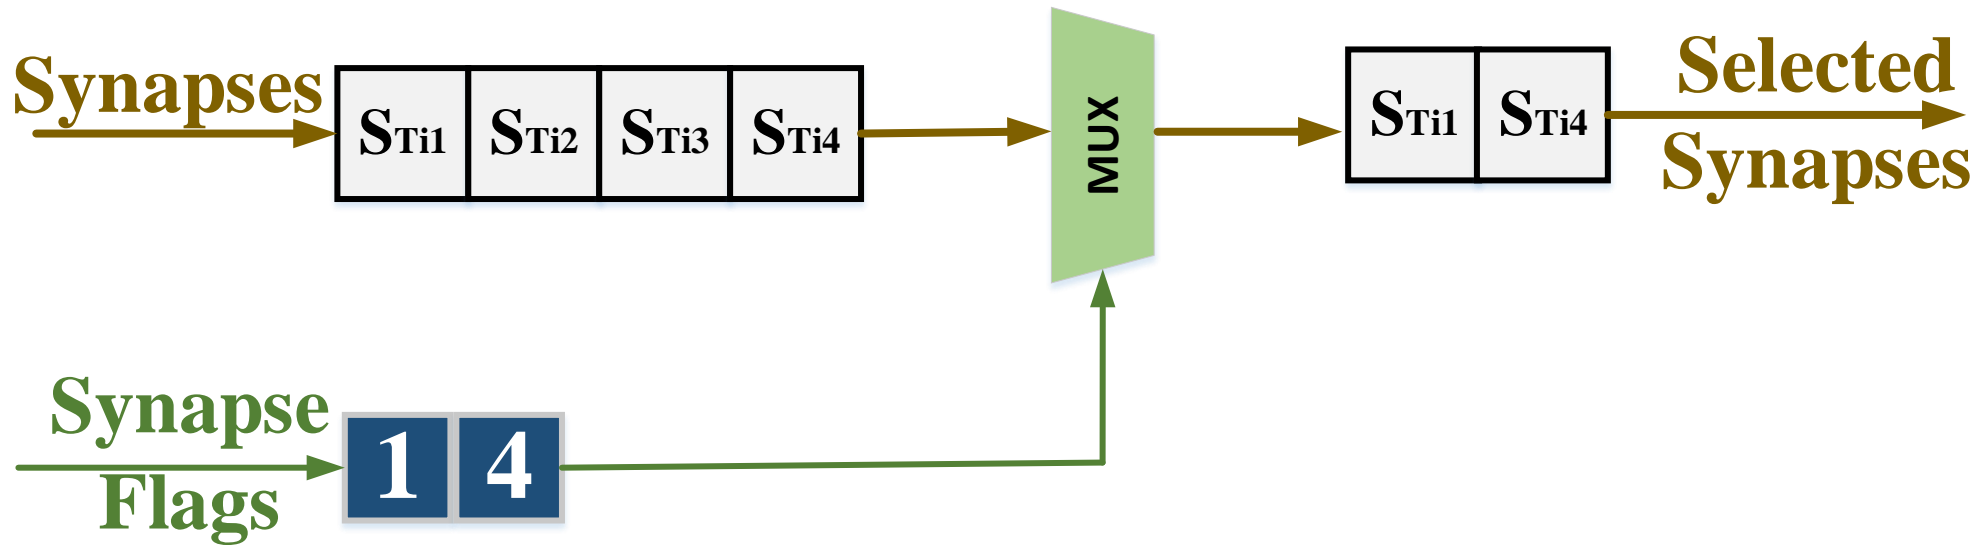 Synapses
STi1 STi2 STi3 STi4
MUX
STi1 STi4
Selected
Synapses
Synapse
Flags
1 4